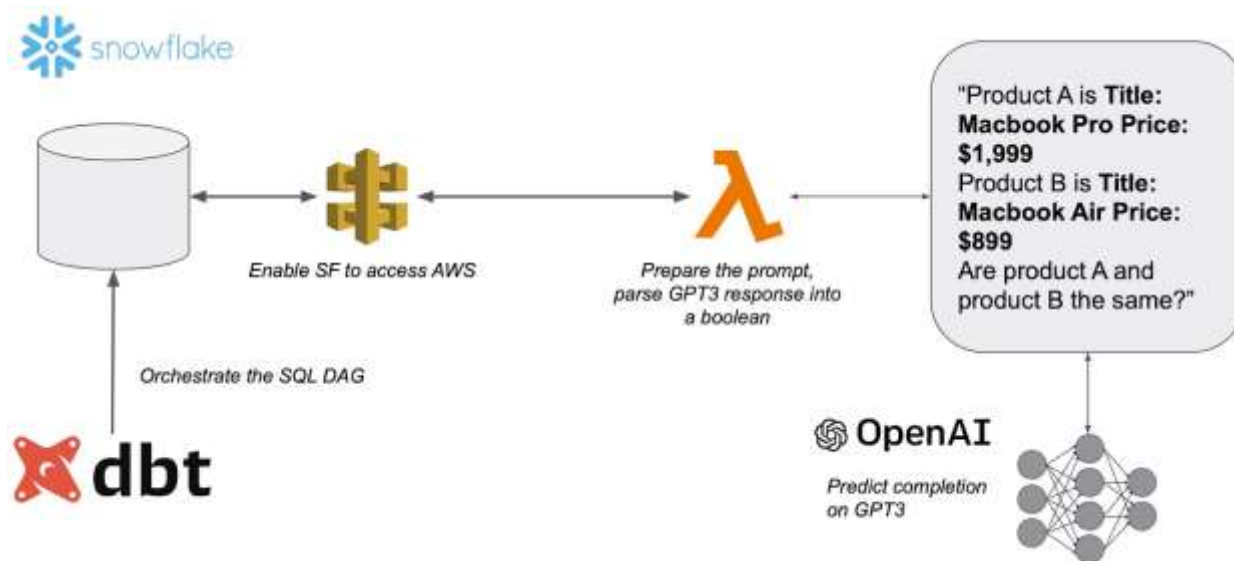 snowflake
"Product A is Title:
Macbook Pro Price:
$1,999
Product B is Title:
Macbook Air Price:
$899
Are product A and
product B the same?"
Enable SF to access AWS
Prepare the prompt,
parse GPT3 response into
a boolean
Orchestrate the SQL DAG
dbt
OpenAI
Predict completion
on GPT3